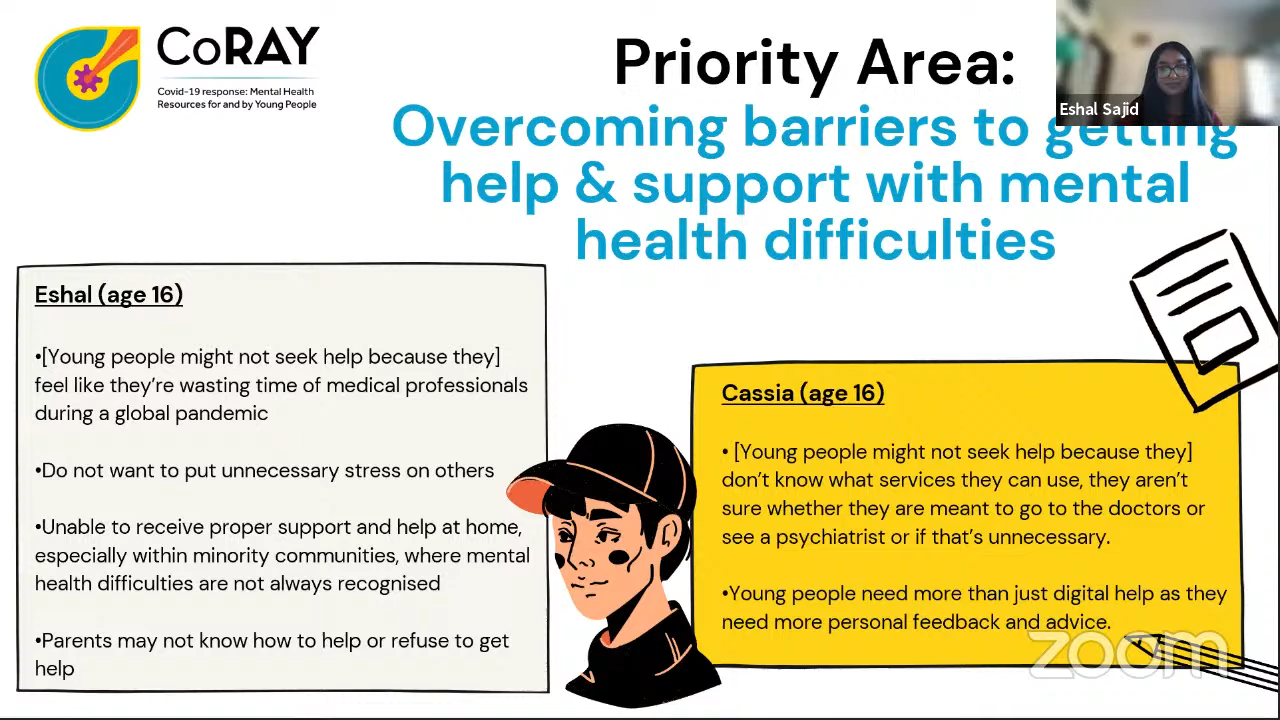 CoRAY
Covid-19 response: Mental Health
Resources for and by Young People
Priority Area:
Overcoming barriers to getting
help & support with mental
health difficulties
Eshal Sajid
Eshal (age 16)
•[Young people might not seek help because they]
feel like they're wasting time of medical professionals
during a global pandemic
•Do not want to put unnecessary stress on others
•Unable to receive proper support and help at home,
especially within minority communities, where mental
health difficulties are not always recognised
•Parents may not know how to help or refuse to get
help
Cassia (age 16)
• [Young people might not seek help because they]
don't know what services they can use, they aren't
sure whether they are meant to go to the doctors or
see a psychiatrist or if that's unnecessary.
•Young people need more than just digital help as they
need more personal feedback and advice.
zoom